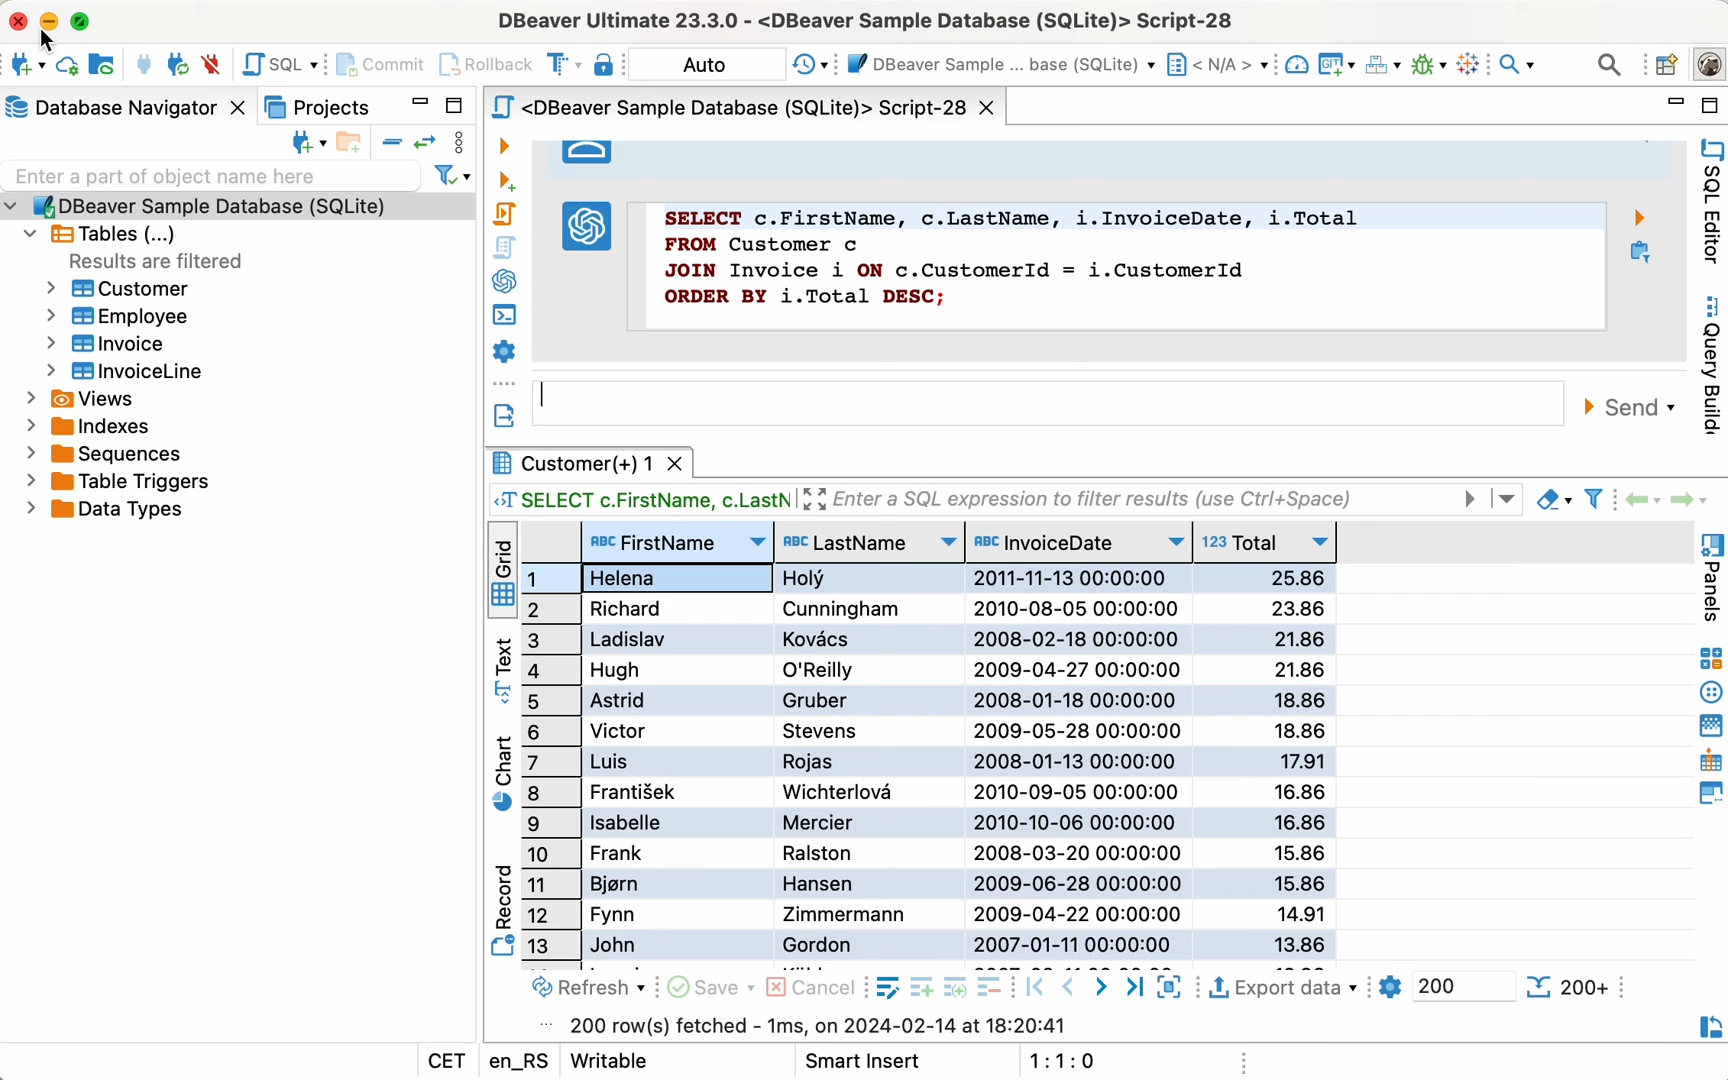 DBeaver Ultimate 23.3.0 - <DBeaver Sample Database (SQLite)> Script-28
SQL Commit Rollback Auto DBeaver Sample ... base (SQLite) < N/A >
Database Navigator Projects
Enter a part of object name here
DBeaver Sample Database (SQLite)
Tables (...)
Results are filtered
Customer
Employee
Invoice
InvoiceLine
Views
Indexes
Sequences
Table Triggers
Data Types
<DBeaver Sample Database (SQLite)> Script-28
SELECT c.FirstName, c.LastName, i.InvoiceDate, i.Total
FROM Customer c
JOIN Invoice i ON c.CustomerId = i.CustomerId
ORDER BY i.Total DESC;
Send
SQL Editor
Query Builde
Customer(+) 1
SELECT c.FirstName, c.LastN Enter a SQL expression to filter results (use Ctrl+Space)
Grid
Text
Chart
Record
Panels
ABC FirstName ABC LastName ABC InvoiceDate 123 Total
1 Helena Holý 2011-11-13 00:00:00 25.86
2 Richard Cunningham 2010-08-05 00:00:00 23.86
3 Ladislav Kovács 2008-02-18 00:00:00 21.86
4 Hugh O'Reilly 2009-04-27 00:00:00 21.86
5 Astrid Gruber 2008-01-18 00:00:00 18.86
6 Victor Stevens 2009-05-28 00:00:00 18.86
7 Luis Rojas 2008-01-13 00:00:00 17.91
8 František Wichterlová 2010-09-05 00:00:00 16.86
9 Isabelle Mercier 2010-10-06 00:00:00 16.86
10 Frank Ralston 2008-03-20 00:00:00 15.86
11 Bjørn Hansen 2009-06-28 00:00:00 15.86
12 Fynn Zimmermann 2009-04-22 00:00:00 14.91
13 John Gordon 2007-01-11 00:00:00 13.86
Refresh Save Cancel Export data 200 200+
200 row(s) fetched - 1ms, on 2024-02-14 at 18:20:41
CET en_RS Writable Smart Insert 1 : 1 : 0